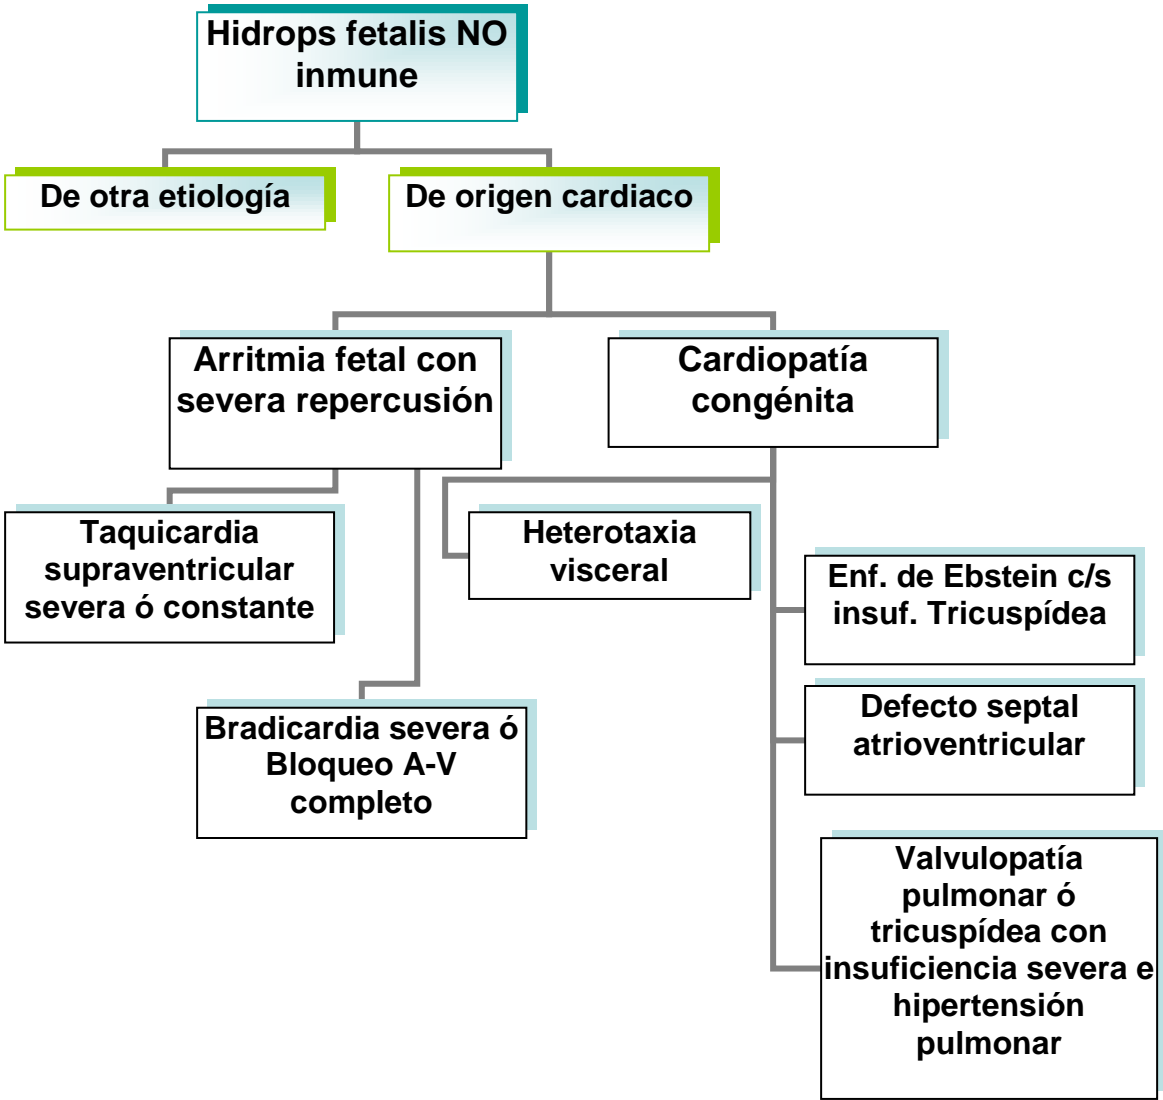 Hidrops fetalis NO
inmune
De otra etiología
De origen cardiaco
Arritmia fetal con
severa repercusión
Cardiopatía
congénita
Taquicardia
supraventricular
severa ó constante
Heterotaxia
visceral
Enf. de Ebstein c/s
insuf. Tricuspídea
Bradicardia severa ó
Bloqueo A-V
completo
Defecto septal
atrioventricular
Valvulopatía
pulmonar ó
tricuspídea con
insuficiencia severa e
hipertensión
pulmonar